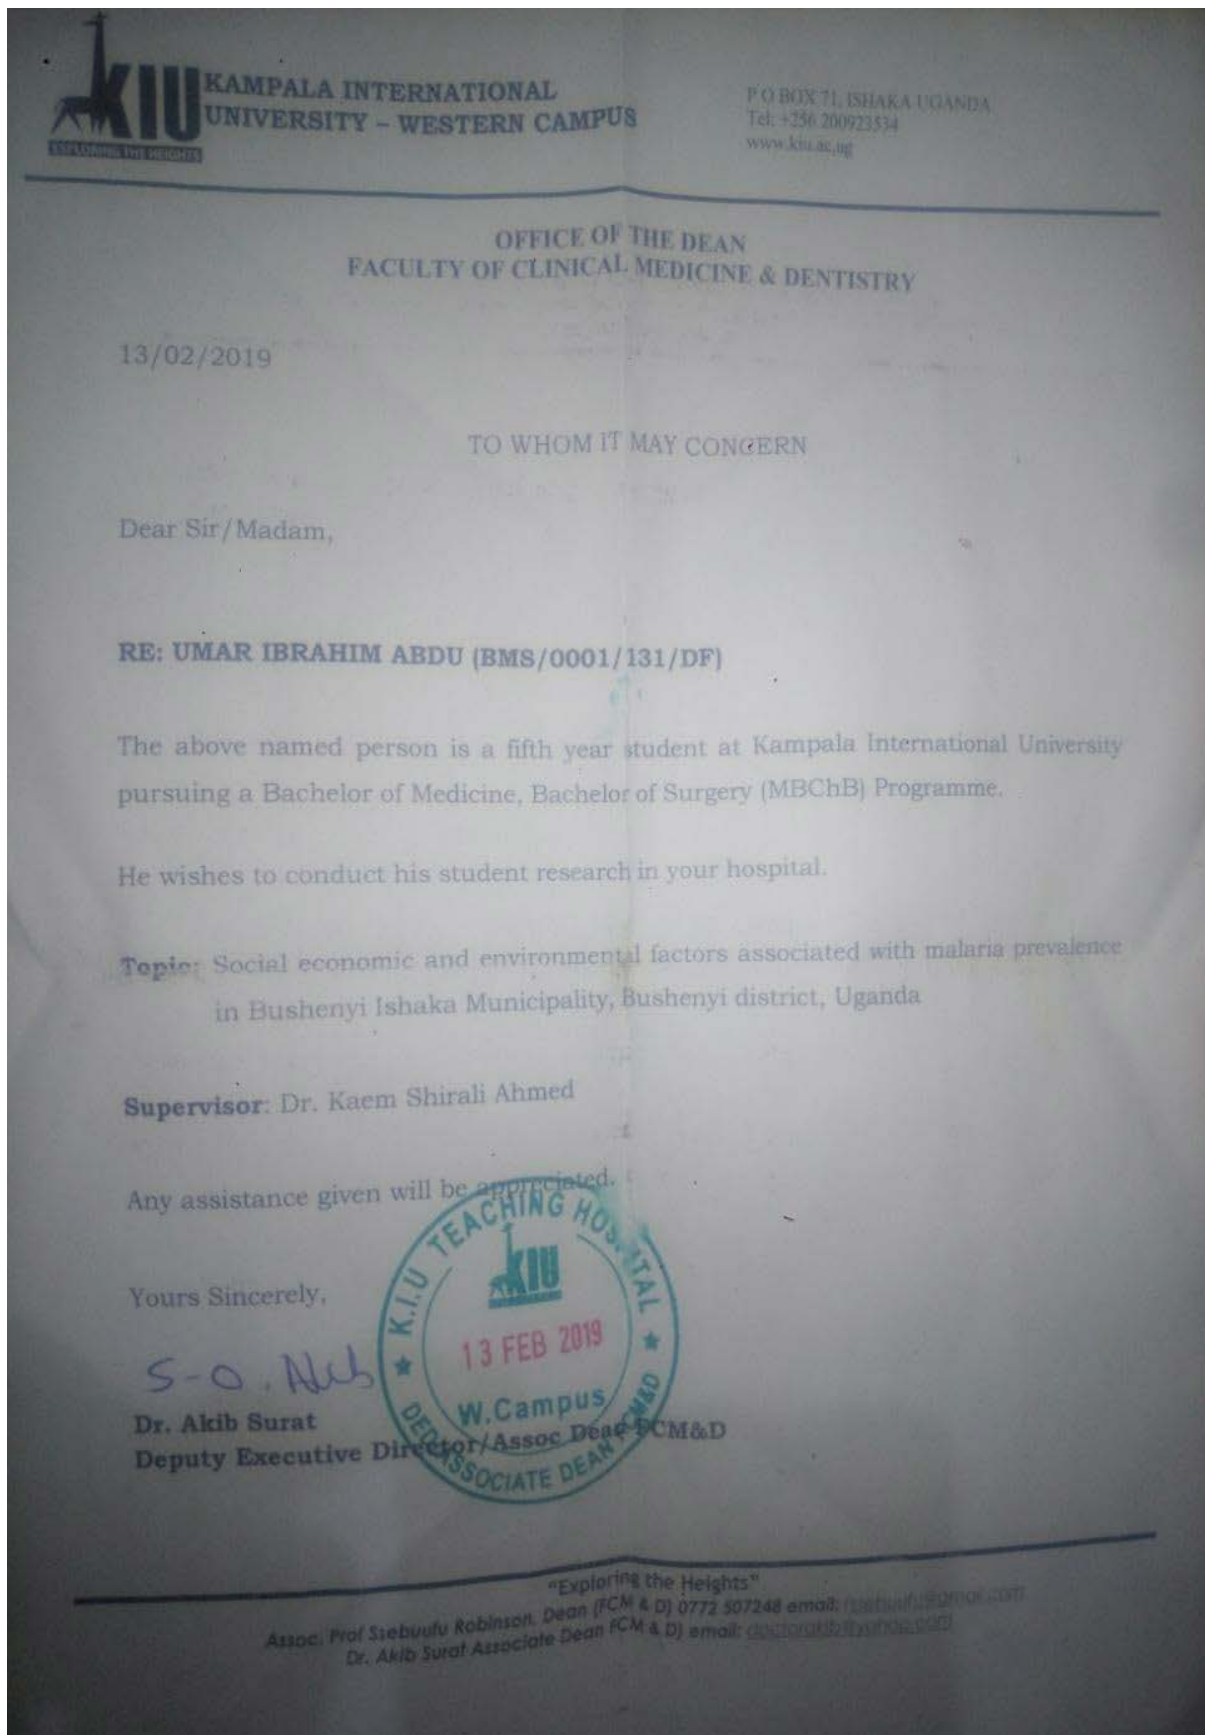 KIU
EXPLORING THE HEIGHTS
KAMPALA INTERNATIONAL
UNIVERSITY – WESTERN CAMPUS
P O BOX 71, ISHAKA UGANDA
Tel: +256 200923534
www.kiu.ac.ug
OFFICE OF THE DEAN
FACULTY OF CLINICAL MEDICINE & DENTISTRY
13/02/2019
TO WHOM IT MAY CONCERN
Dear Sir/Madam,
RE: UMAR IBRAHIM ABDU (BMS/0001/131/DF)
The above named person is a fifth year student at Kampala International University
pursuing a Bachelor of Medicine, Bachelor of Surgery (MBChB) Programme.
He wishes to conduct his student research in your hospital.
Topic: Social economic and environmental factors associated with malaria prevalence
in Bushenyi Ishaka Municipality, Bushenyi district, Uganda
Supervisor: Dr. Kaem Shirali Ahmed
Any assistance given will be appreciated.
Yours Sincerely,
K.I.U TEACHING HOSPITAL
KIU
13 FEB 2019
W.Campus
ASSOCIATE DEAN FCM&D
Dr. Akib Surat
Deputy Executive Director/Assoc Dean FCM&D
"Exploring the Heights"
Assoc. Prof Ssebuufu Robinson, Dean (FCM & D) 0772 507248 email:
Dr. Akib Surat Associate Dean FCM & D) email: doctorakib@yahoo.com